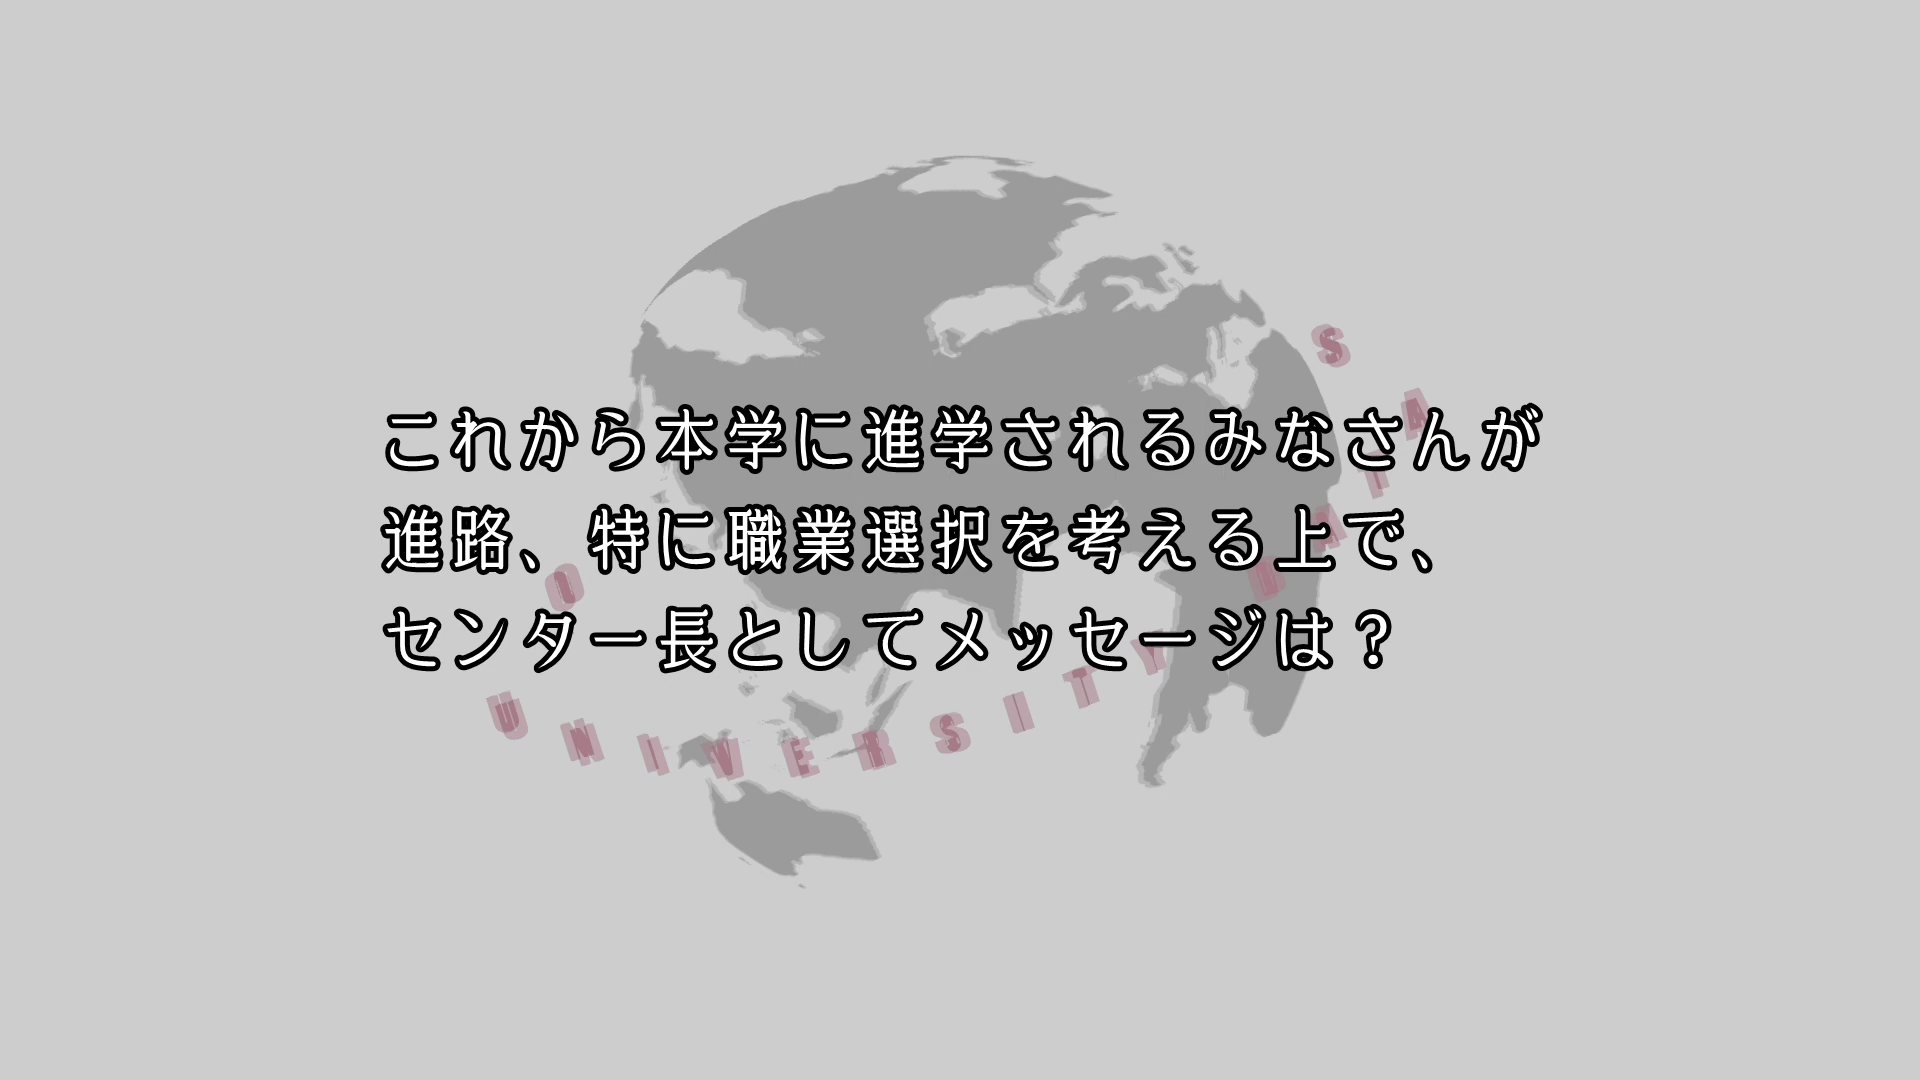 これから本学に進学されるみなさんが
進路、特に職業選択を考える上で、
センター長としてメッセージは？
UNIVERSITY